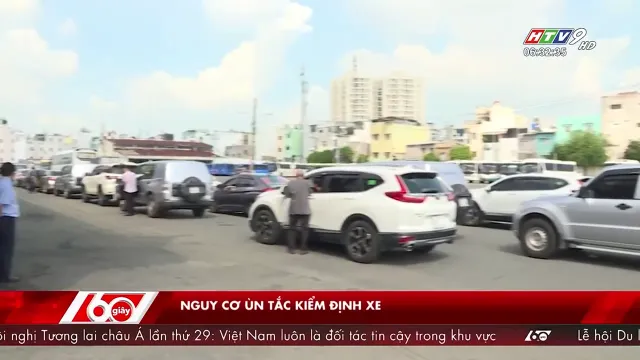 HTV9 HD
06:32:35
60 giây
NGUY CƠ ÙN TẮC KIỂM ĐỊNH XE
nghị Tương lai châu Á lần thứ 29: Việt Nam luôn là đối tác tin cậy trong khu vực
60
Lễ hội Du